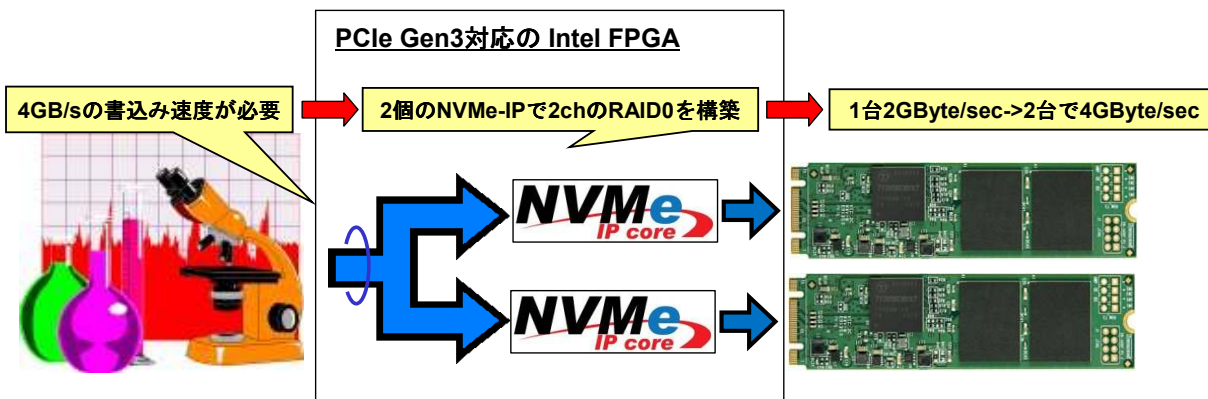 PCIe Gen3対応の Intel FPGA
4GB/sの書込み速度が必要
2個のNVMe-IPで2chのRAID0を構築
1台2GByte/sec->2台で4GByte/sec
NVMe
IP core
NVMe
IP core